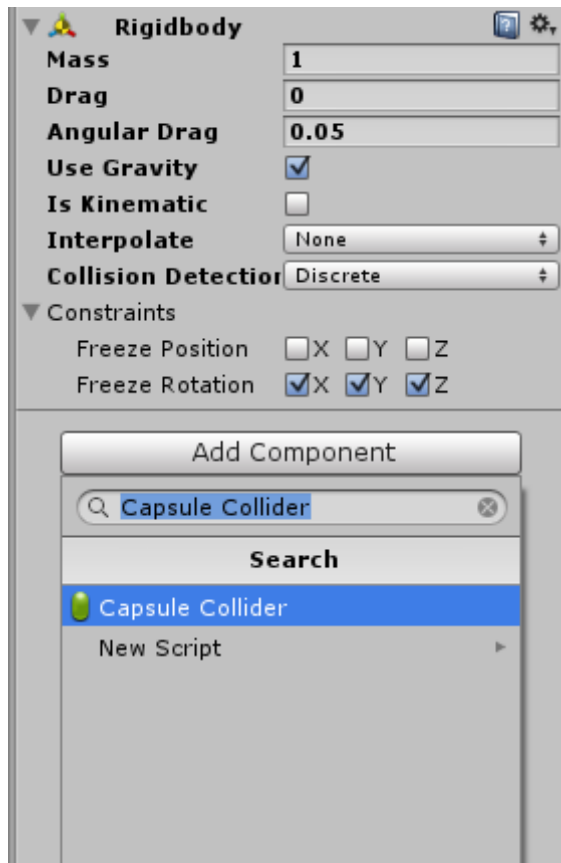 Rigidbody
Mass 1
Drag 0
Angular Drag 0.05
Use Gravity
Is Kinematic
Interpolate None
Collision Detection Discrete
Constraints
Freeze Position X Y Z
Freeze Rotation X Y Z
Add Component
Capsule Collider
Search
Capsule Collider
New Script